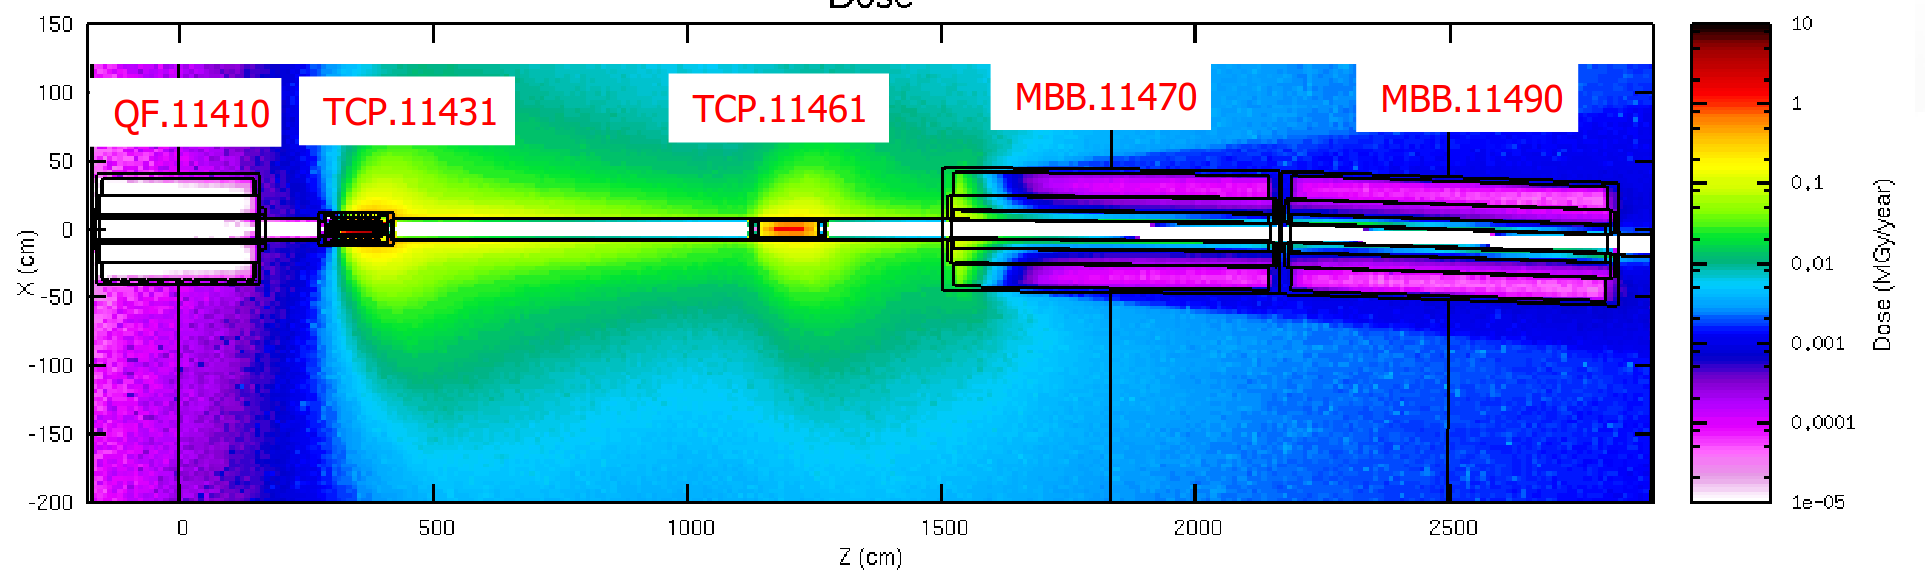 Dose
150
100
50
0
-50
-100
-150
-200
X (cm)
QF.11410
TCP.11431
TCP.11461
MBB.11470
MBB.11490
0
500
1000
1500
2000
2500
Z (cm)
10
1
0.1
0.01
0.001
0.0001
1e-05
Dose (MGy/year)